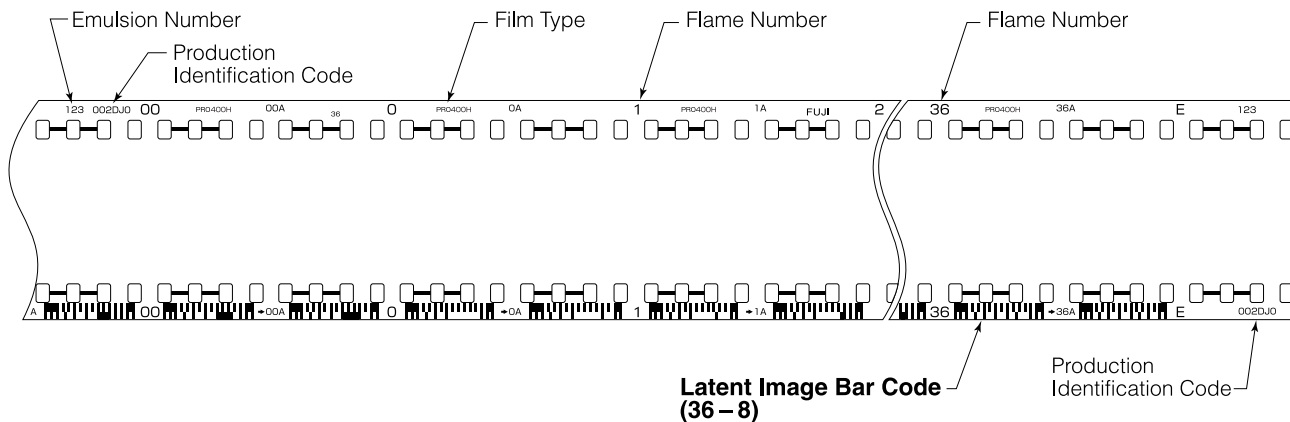 Emulsion Number
Production
Identification Code
Film Type
Flame Number
Flame Number
123 002DJ0 00 PRO400H 00A 36 0 PRO400H 0A 1 PRO400H 1A FUJI 2 36 PRO400H 36A E 123
A 00 →00A 0 →0A 1 →1A 36 →36A E 002DJ0
Latent Image Bar Code
(36 – 8)
Production
Identification Code